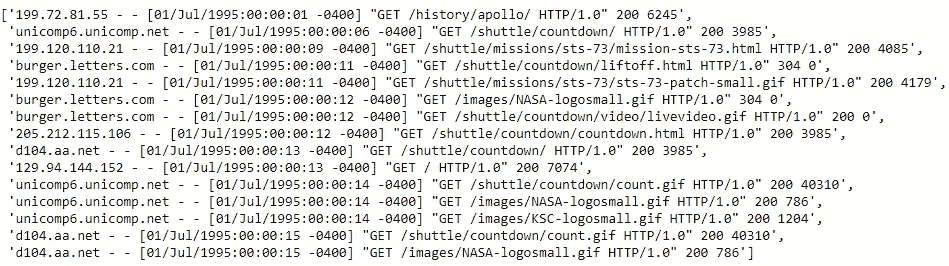 ['199.72.81.55 - - [01/Jul/1995:00:00:01 -0400] "GET /history/apollo/ HTTP/1.0" 200 6245',
'unicomp6.unicomp.net - - [01/Jul/1995:00:00:06 -0400] "GET /shuttle/countdown/ HTTP/1.0" 200 3985',
'199.120.110.21 - - [01/Jul/1995:00:00:09 -0400] "GET /shuttle/missions/sts-73/mission-sts-73.html HTTP/1.0" 200 4085',
'burger.letters.com - - [01/Jul/1995:00:00:11 -0400] "GET /shuttle/countdown/liftoff.html HTTP/1.0" 304 0',
'199.120.110.21 - - [01/Jul/1995:00:00:11 -0400] "GET /shuttle/missions/sts-73/sts-73-patch-small.gif HTTP/1.0" 200 4179',
'burger.letters.com - - [01/Jul/1995:00:00:12 -0400] "GET /images/NASA-logosmall.gif HTTP/1.0" 304 0',
'burger.letters.com - - [01/Jul/1995:00:00:12 -0400] "GET /shuttle/countdown/video/livevideo.gif HTTP/1.0" 200 0',
'205.212.115.106 - - [01/Jul/1995:00:00:12 -0400] "GET /shuttle/countdown/countdown.html HTTP/1.0" 200 3985',
'd104.aa.net - - [01/Jul/1995:00:00:13 -0400] "GET /shuttle/countdown/ HTTP/1.0" 200 3985',
'129.94.144.152 - - [01/Jul/1995:00:00:13 -0400] "GET / HTTP/1.0" 200 7074',
'unicomp6.unicomp.net - - [01/Jul/1995:00:00:14 -0400] "GET /shuttle/countdown/count.gif HTTP/1.0" 200 40310',
'unicomp6.unicomp.net - - [01/Jul/1995:00:00:14 -0400] "GET /images/NASA-logosmall.gif HTTP/1.0" 200 786',
'unicomp6.unicomp.net - - [01/Jul/1995:00:00:14 -0400] "GET /images/KSC-logosmall.gif HTTP/1.0" 200 1204',
'd104.aa.net - - [01/Jul/1995:00:00:15 -0400] "GET /shuttle/countdown/count.gif HTTP/1.0" 200 40310',
'd104.aa.net - - [01/Jul/1995:00:00:15 -0400] "GET /images/NASA-logosmall.gif HTTP/1.0" 200 786']